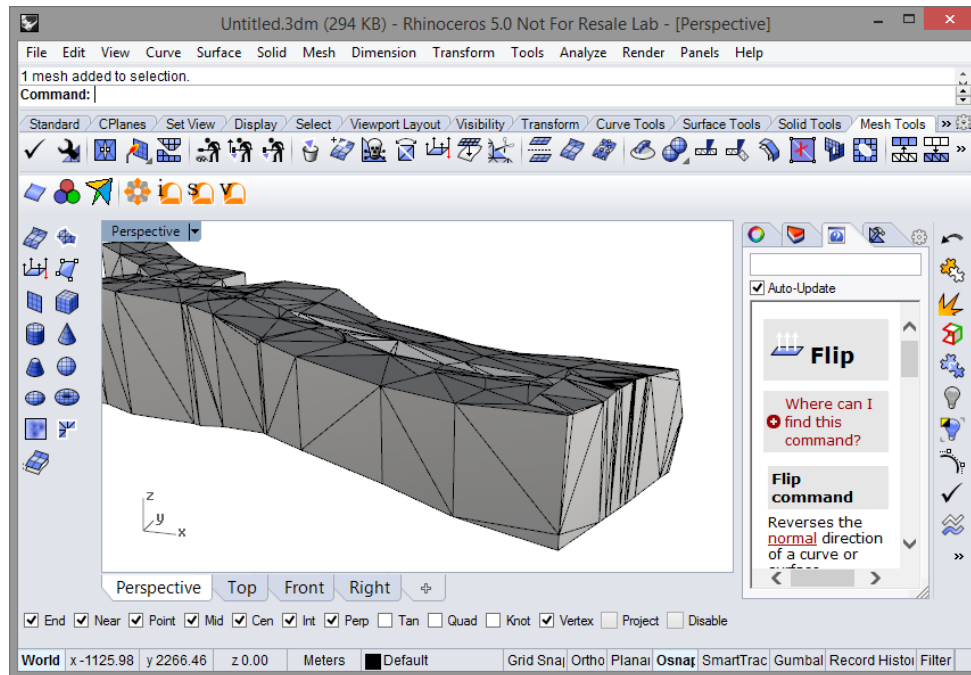 Untitled.3dm (294 KB) - Rhinoceros 5.0 Not For Resale Lab - [Perspective]
File Edit View Curve Surface Solid Mesh Dimension Transform Tools Analyze Render Panels Help
1 mesh added to selection.
Command:
Standard CPlanes Set View Display Select Viewport Layout Visibility Transform Curve Tools Surface Tools Solid Tools Mesh Tools
Perspective
Auto-Update
Flip
Where can I
find this
command?
Flip
command
Reverses the
normal direction
of a curve or
z
y
x
Perspective Top Front Right
End Near Point Mid Cen Int Perp Tan Quad Knot Vertex Project Disable
World x -1125.98 y 2266.46 z 0.00 Meters Default Grid Snap Ortho Planar Osnap SmartTrac Gumbal Record Histor Filter